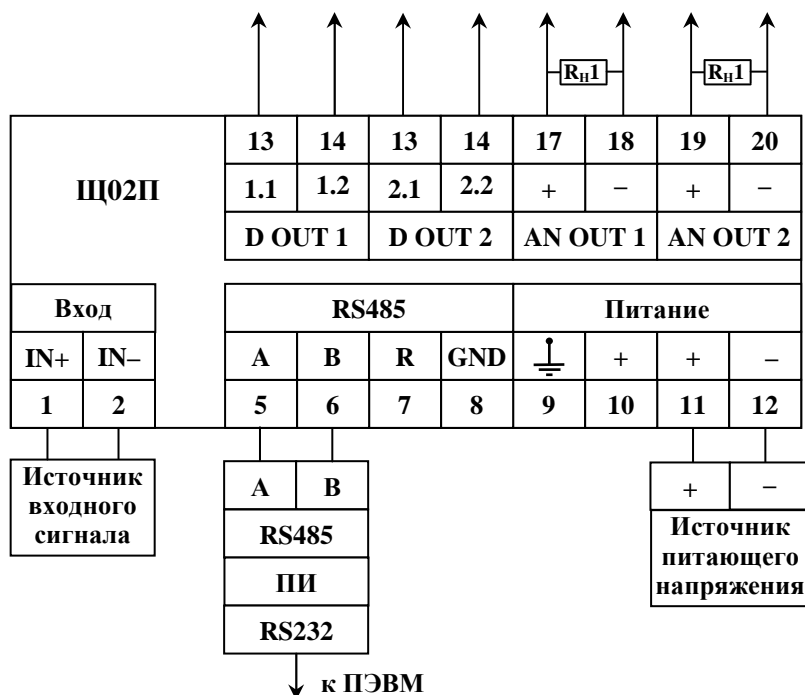 Rн1 Rн1
13 14 13 14 17 18 19 20
Щ02П
1.1 1.2 2.1 2.2 + − + −
D OUT 1 D OUT 2 AN OUT 1 AN OUT 2
Вход RS485 Питание
IN+ IN− A B R GND + + −
1 2 5 6 7 8 9 10 11 12
Источник
входного
сигнала
A B
RS485
ПИ
RS232
к ПЭВМ
+ −
Источник
питающего
напряжения